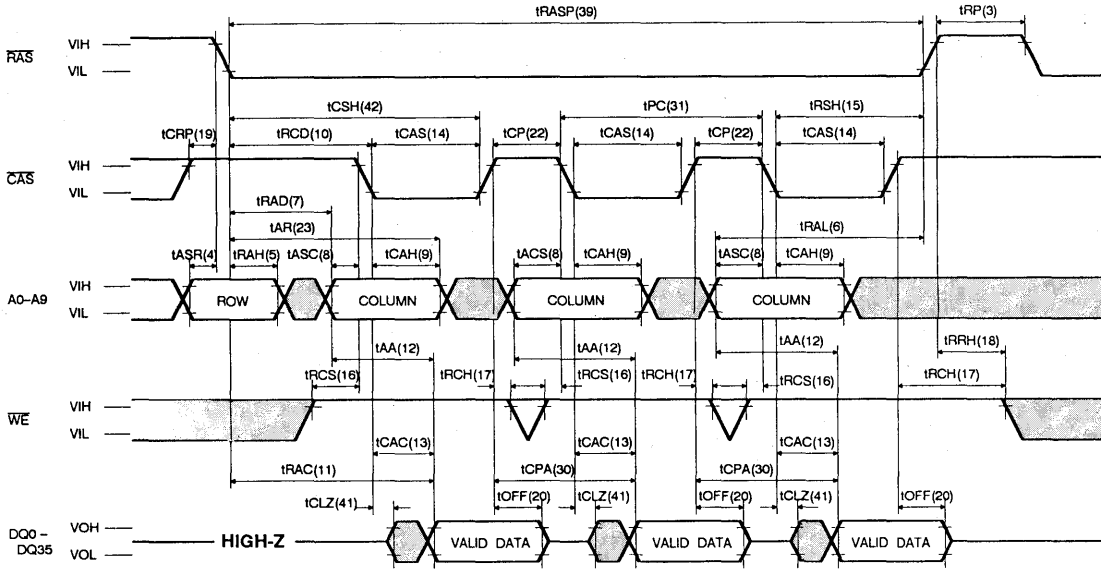 tRASP(39) tRP(3)
RAS VIH
VIL
tCSH(42) tPC(31) tRSH(15)
tCRP(19) tRCD(10) tCAS(14) tCP(22) tCAS(14) tCP(22) tCAS(14)
CAS VIH
VIL
tRAD(7)
tAR(23) tRAL(6)
tASR(4) tRAH(5) tASC(8) tCAH(9) tACS(8) tCAH(9) tASC(8) tCAH(9)
A0-A9 VIH
VIL
ROW COLUMN COLUMN COLUMN
tAA(12) tAA(12) tAA(12) tRRH(18)
tRCS(16) tRCH(17) tRCS(16) tRCH(17) tRCS(16) tRCH(17)
WE VIH
VIL
tCAC(13) tCAC(13) tCAC(13)
tRAC(11) tCPA(30) tCPA(30)
tCLZ(41) tOFF(20) tCLZ(41) tOFF(20) tCLZ(41) tOFF(20)
DQ0 - DQ35 VOH
VOL
HIGH-Z VALID DATA VALID DATA VALID DATA